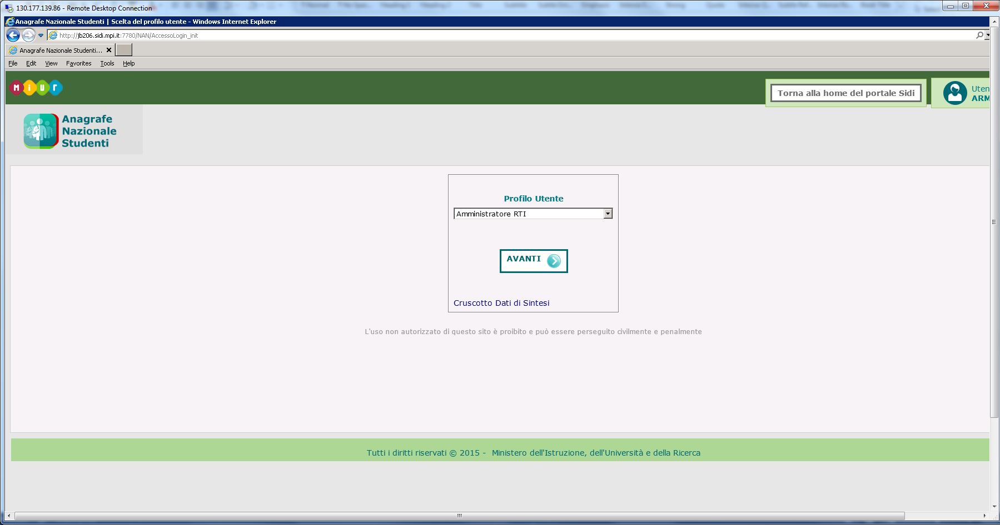 130.177.139.86 - Remote Desktop Connection
Anagrafe Nazionale Studenti | Scelta del profilo utente - Windows Internet Explorer
http://jb206.sidi.mpi.it:7780/NAN/AccessoLogin_init
Anagrafe Nazionale Studenti...
File Edit View Favorites Tools Help
MiUr
Torna alla home del portale Sidi
Uten
ARM
Anagrafe
Nazionale
Studenti
Profilo Utente
Amministratore RTI
AVANTI
Cruscotto Dati di Sintesi
L'uso non autorizzato di questo sito è proibito e può essere perseguito civilmente e penalmente
Tutti i diritti riservati © 2015 - Ministero dell'Istruzione, dell'Università e della Ricerca